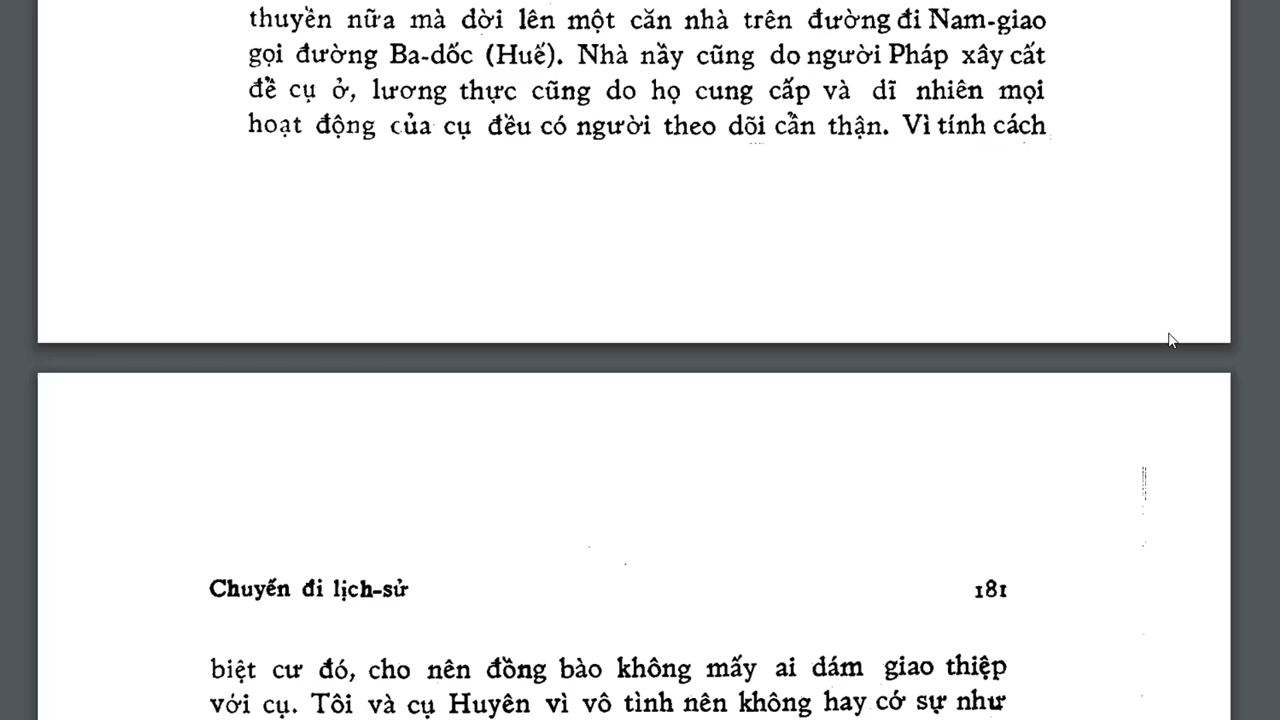 thuyền nữa mà dời lên một căn nhà trên đường đi Nam-giao
gọi đường Ba-dốc (Huế). Nhà nầy cũng do người Pháp xây cất
để cụ ở, lương thực cũng do họ cung cấp và dĩ nhiên mọi
hoạt động của cụ đều có người theo dõi cẩn thận. Vì tính cách
Chuyến đi lịch-sử 181
biệt cư đó, cho nên đồng bào không mấy ai dám giao thiệp
với cụ. Tôi và cụ Huyên vì vô tình nên không hay cớ sự như